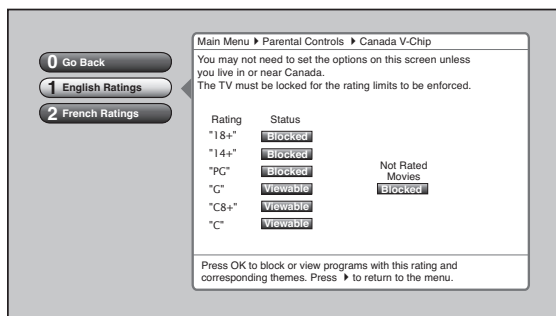 Main Menu ▶ Parental Controls ▶ Canada V-Chip
0 Go Back
1 English Ratings
2 French Ratings
You may not need to set the options on this screen unless
you live in or near Canada.
The TV must be locked for the rating limits to be enforced.
Rating Status
"18+" Blocked
"14+" Blocked
"PG" Blocked
"G" Viewable
"C8+" Viewable
"C" Viewable
Not Rated
Movies
Blocked
Press OK to block or view programs with this rating and
corresponding themes. Press ▶ to return to the menu.